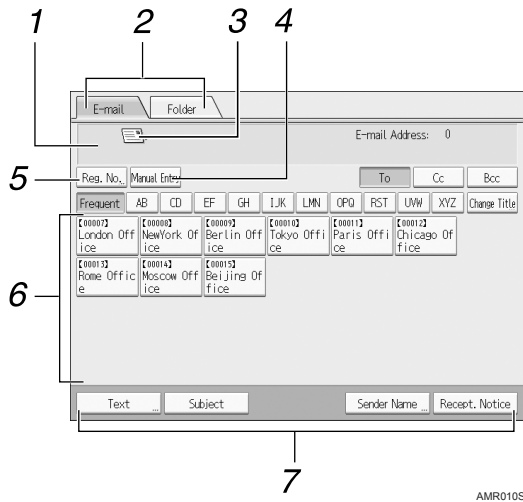 1 2 3 4
E-mail Folder
E-mail Address: 0
5
Reg. No. Manual Entry To Cc Bcc
Frequent AB CD EF GH IJK LMN OPQ RST UVW XYZ Change Title
6
【00007】 【00008】 【00009】 【00010】 【00011】 【00012】
London Off NewYork Of Berlin Off Tokyo Offi Paris Offi Chicago Of
ice fice ice ce ce fice
【00013】 【00014】 【00015】
Rome Offic Moscow Off Beijing Of
e ice fice
Text ... Subject Sender Name ... Recept. Notice
7
AMR010S